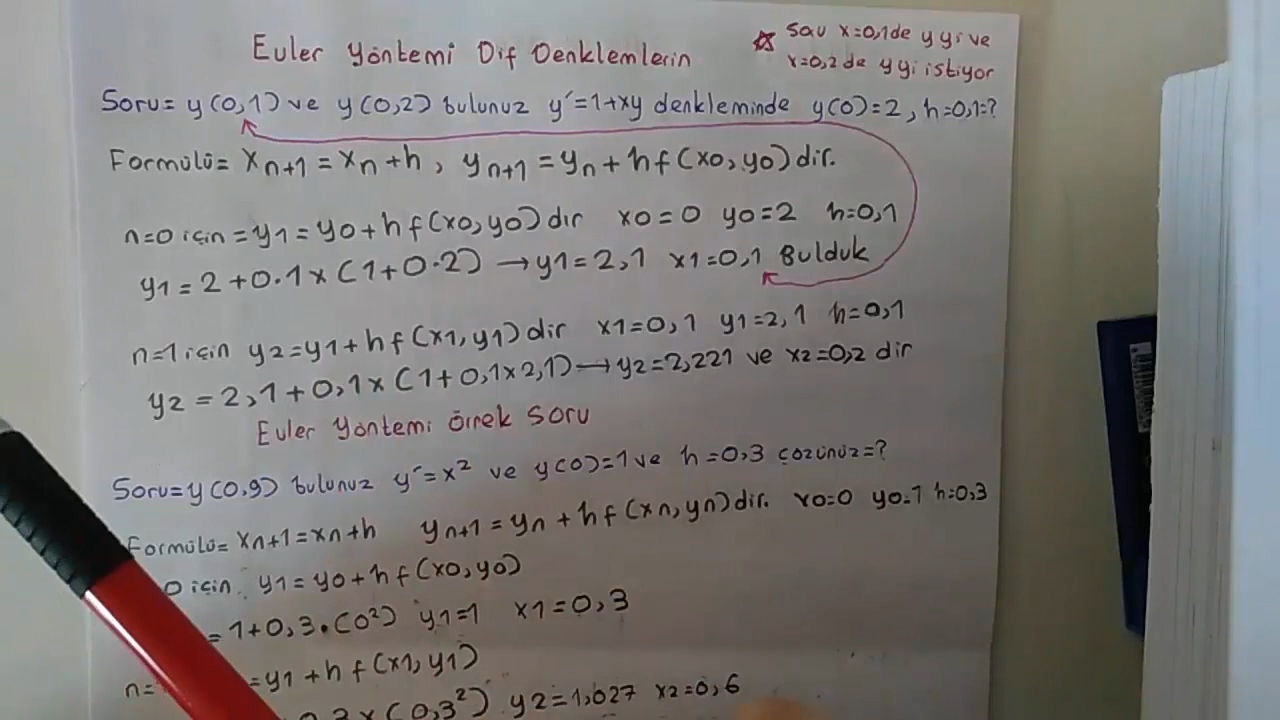 Euler Yöntemi Dif Denklemlerin
☆ Sau x=0,1 de y yi ve
x=0,2 de y yi istiyor
Soru= y(0,1) ve y(0,2) bulunuz y'=1+xy denkleminde y(0)=2, h=0,1=?
Formülü= xn+1 = xn+h, yn+1 = yn + hf(x0, y0) dir.
n=0 için = y1 = y0 + hf(x0, y0) dır x0=0 y0=2 h=0,1
y1 = 2 + 0.1 x (1+0.2) → y1 = 2,1 x1=0,1 Bulduk
n=1 için y2=y1+hf(x1, y1) dir x1=0,1 y1=2,1 h=0,1
y2 = 2,1 + 0,1 x (1+0,1x2,1) → y2=2,221 ve x2=0,2 dir
Euler Yöntemi Örnek Soru
Soru= y(0,9) bulunuz y'=x² ve y(0)=1 ve h=0,3 çözünüz=?
Formülü= xn+1=xn+h yn+1 = yn + hf(xn, yn) dir. x0=0 y0=1 h=0,3
0 için. y1 = y0 + hf(x0, y0)
= 1+0,3.(0²) y1=1 x1=0,3
n= = y1 + hf(x1, y1)
0,3 x (0,3²) y2=1,027 x2=0,6